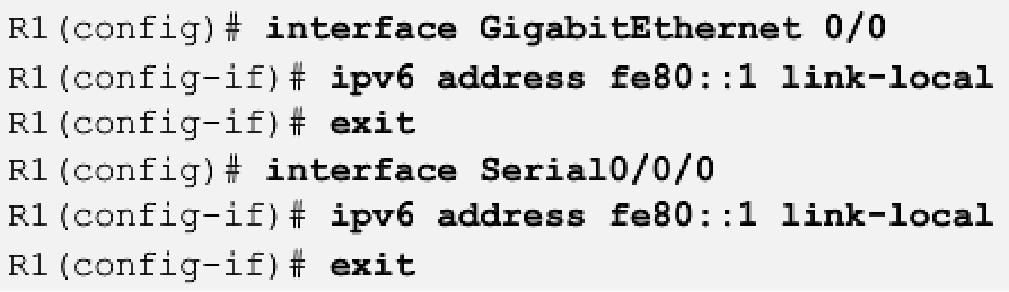 R1(config)# interface GigabitEthernet 0/0
R1(config-if)# ipv6 address fe80::1 link-local
R1(config-if)# exit
R1(config)# interface Serial0/0/0
R1(config-if)# ipv6 address fe80::1 link-local
R1(config-if)# exit